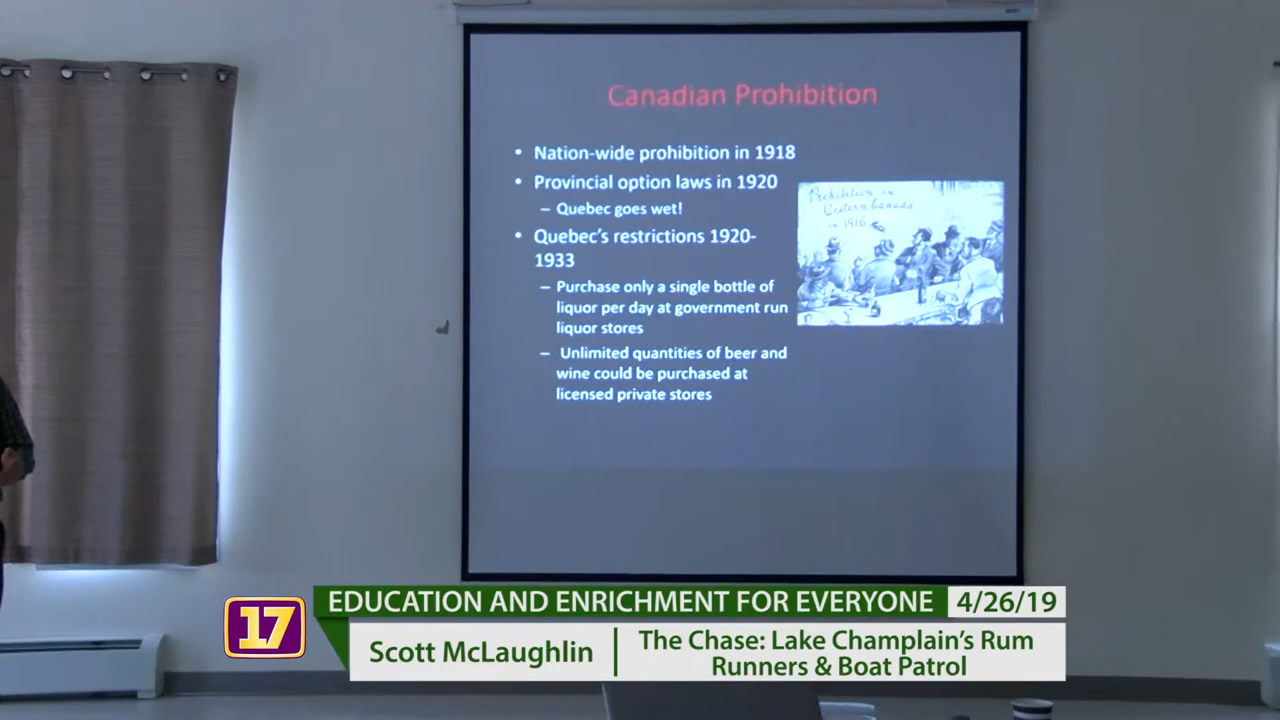 Canadian Prohibition
• Nation-wide prohibition in 1918
• Provincial option laws in 1920
– Quebec goes wet!
• Quebec's restrictions 1920-
1933
– Purchase only a single bottle of
liquor per day at government run
liquor stores
– Unlimited quantities of beer and
wine could be purchased at
licensed private stores
Prohibition in
Western Canada
in 1916
17
EDUCATION AND ENRICHMENT FOR EVERYONE
4/26/19
Scott McLaughlin
The Chase: Lake Champlain's Rum
Runners & Boat Patrol